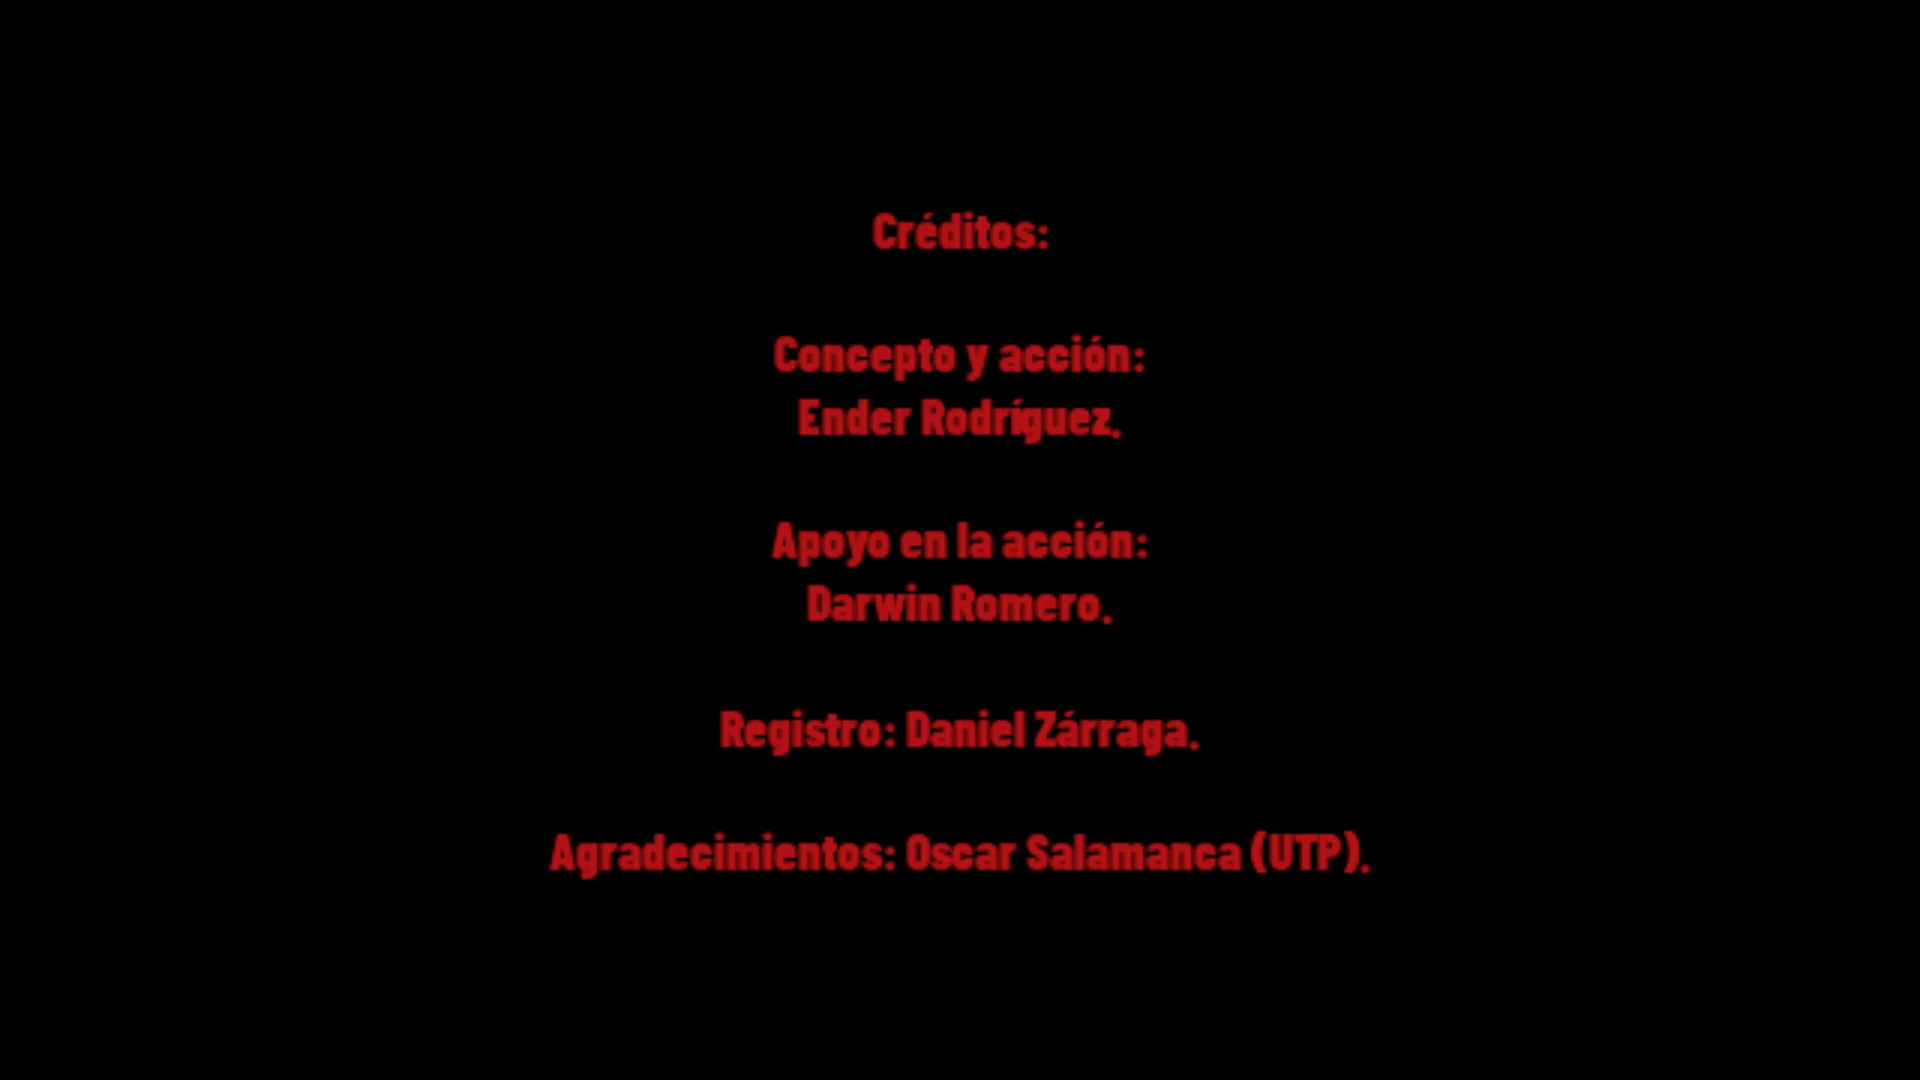 Créditos:
Concepto y acción:
Ender Rodríguez.
Apoyo en la acción:
Darwin Romero.
Registro: Daniel Zárraga.
Agradecimientos: Oscar Salamanca (UTP).